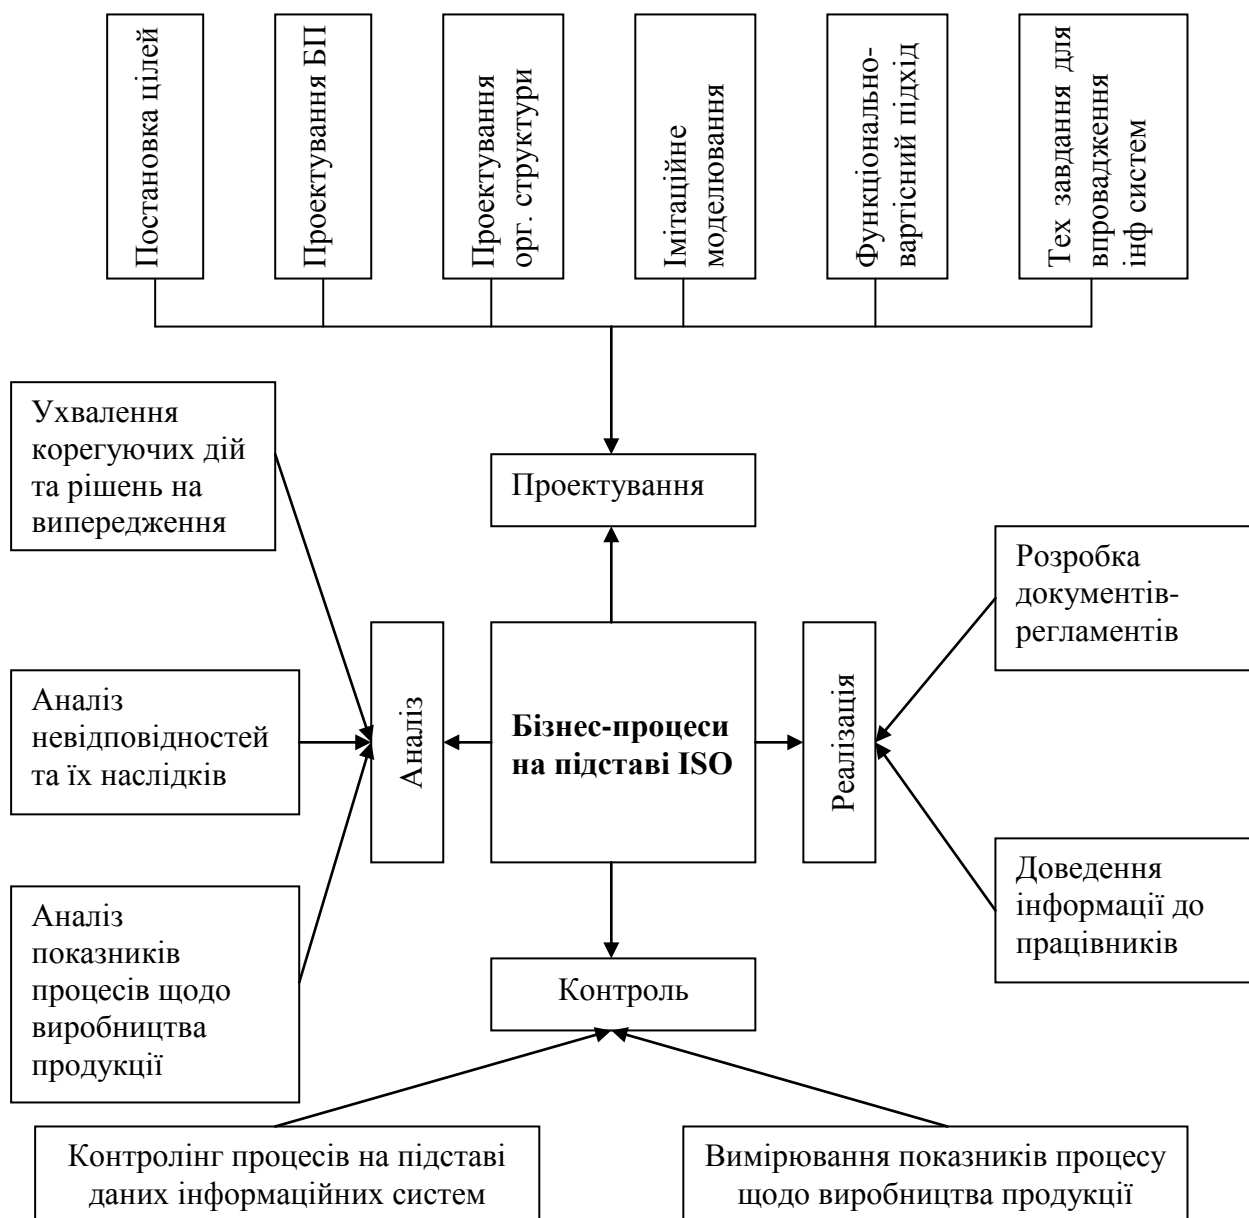 Постановка цілей
Проектування БП
Проектування
орг. структури
Імітаційне
моделювання
Функціонально-
вартісний підхід
Тех завдання для
впровадження
інф систем
Ухвалення
корегуючих дій
та рішень на
випередження
Проектування
Розробка
документів-
регламентів
Аналіз
невідповідностей
та їх наслідків
Аналіз
Бізнес-процеси
на підставі ISO
Реалізація
Аналіз
показників
процесів щодо
виробництва
продукції
Доведення
інформації до
працівників
Контроль
Контролінг процесів на підставі
даних інформаційних систем
Вимірювання показників процесу
щодо виробництва продукції